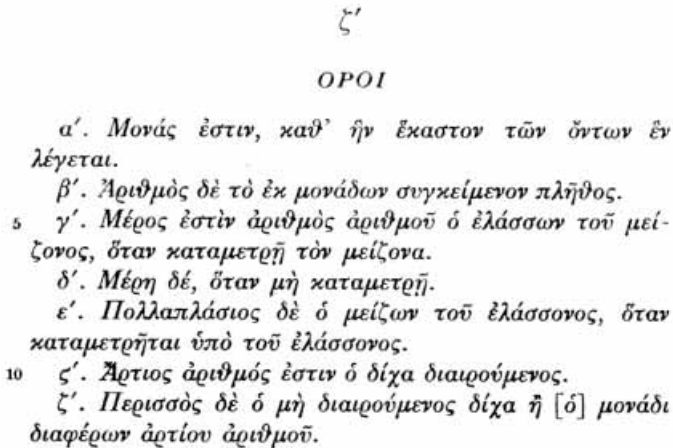 ζ′
ΟΡΟΙ
α′. Μονάς ἐστιν, καθ’ ἣν ἕκαστον τῶν ὄντων ἓν
λέγεται.
β′. Ἀριθμὸς δὲ τὸ ἐκ μονάδων συγκείμενον πλῆθος.
5 γ′. Μέρος ἐστὶν ἀριθμὸς ἀριθμοῦ ὁ ἐλάσσων τοῦ μεί-
ζονος, ὅταν καταμετρῇ τὸν μείζονα.
δ′. Μέρη δέ, ὅταν μὴ καταμετρῇ.
ε′. Πολλαπλάσιος δὲ ὁ μείζων τοῦ ἐλάσσονος, ὅταν
καταμετρῆται ὑπὸ τοῦ ἐλάσσονος.
10 ς′. Ἄρτιος ἀριθμός ἐστιν ὁ δίχα διαιρούμενος.
ζ′. Περισσὸς δὲ ὁ μὴ διαιρούμενος δίχα ἢ [ὁ] μονάδι
διαφέρων ἀρτίου ἀριθμοῦ.